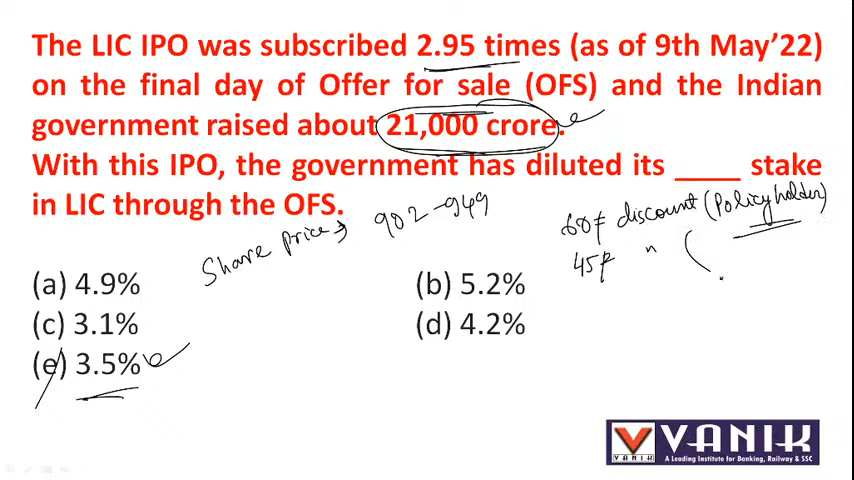 The LIC IPO was subscribed 2.95 times (as of 9th May'22)
on the final day of Offer for sale (OFS) and the Indian
government raised about 21,000 crore.
With this IPO, the government has diluted its ____ stake
in LIC through the OFS.
Share price → 902-949
60₹ discount (Policyholder)
45₹ " (
(a) 4.9%
(b) 5.2%
(c) 3.1%
(d) 4.2%
(e) 3.5%
VANIK
VANIK
A Leading Institute for Banking, Railway & SSC